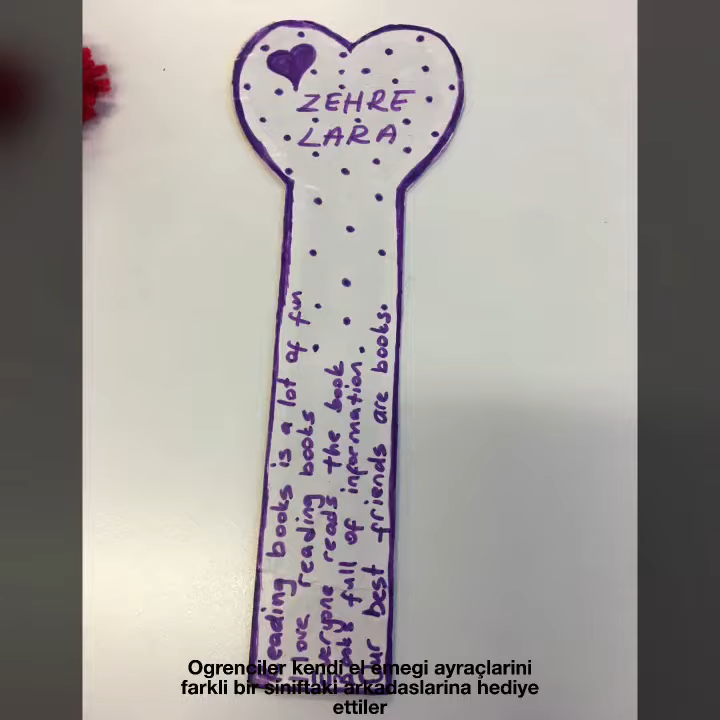 ZEHRE
LARA
Reading books is a lot of fun
I love reading books
Everyone reads the book
Books full of information.
Our best friends are books.
Ogrenciler kendi el emegi ayraçlarini
farkli bir siniftaki arkadaslarina hediye
ettiler